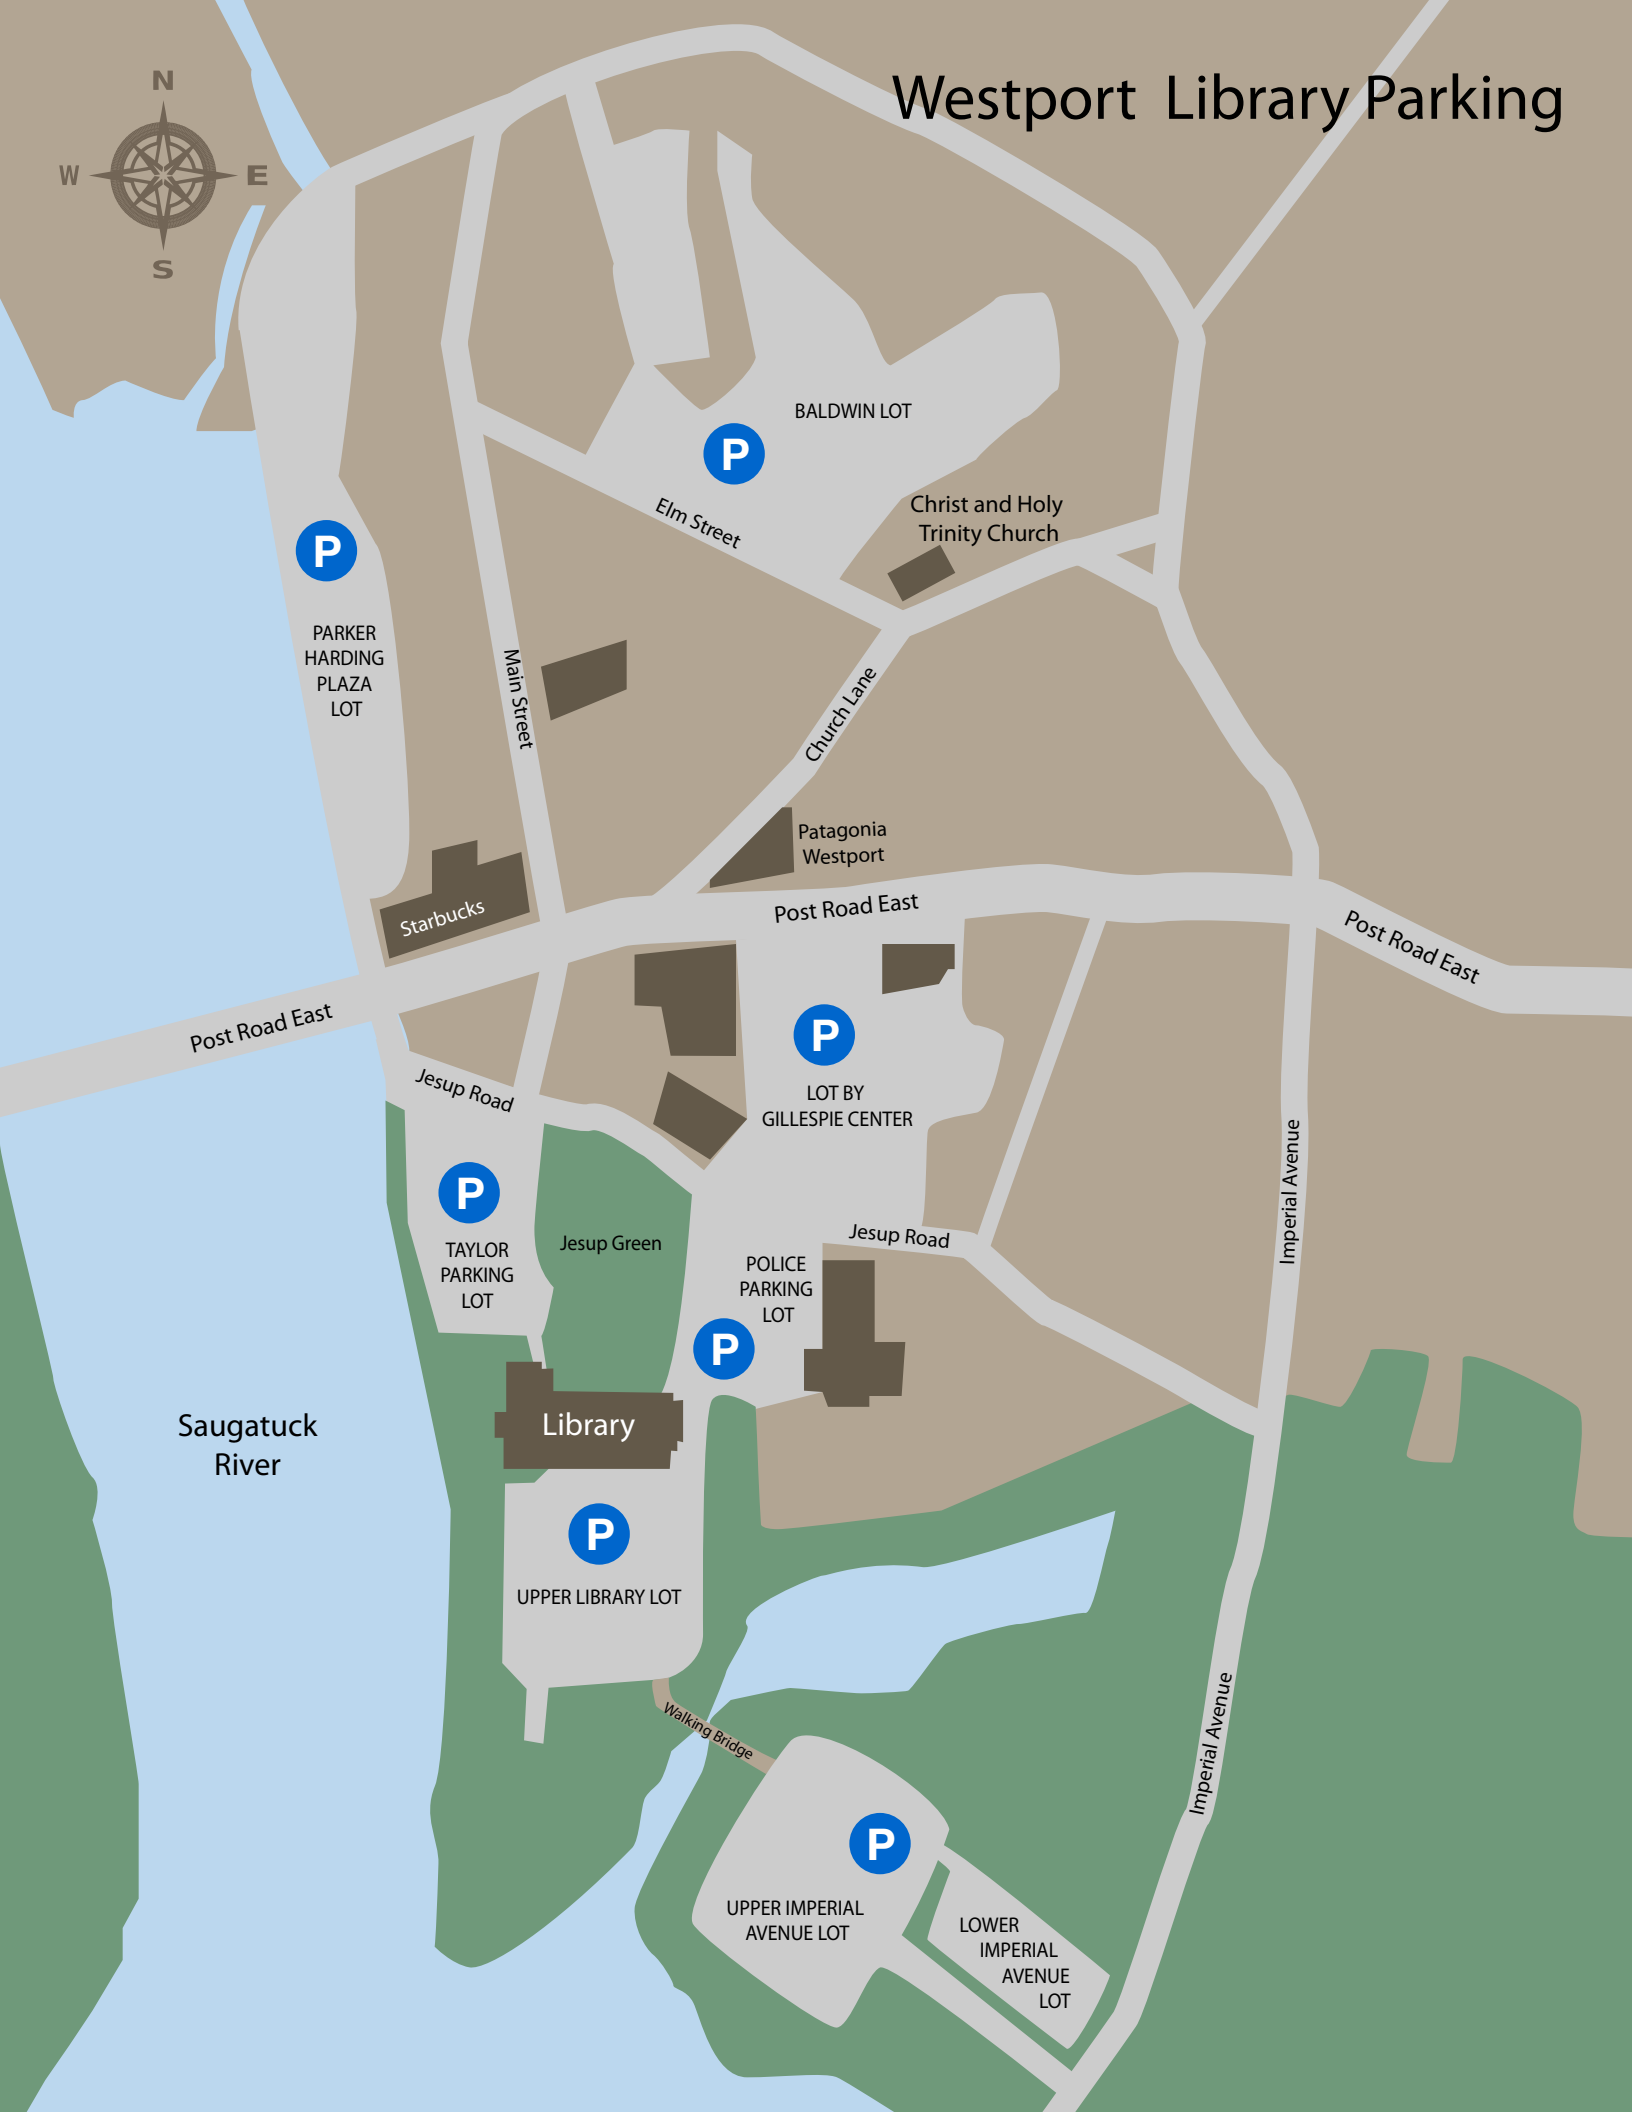 Westport Library Parking
N
W
E
S
BALDWIN LOT
P
Christ and Holy
Trinity Church
Elm Street
P
PARKER
HARDING
PLAZA
LOT
Main Street
Church Lane
Patagonia
Westport
Starbucks
Post Road East
Post Road East
Post Road East
P
LOT BY
GILLESPIE CENTER
Jesup Road
Imperial Avenue
P
TAYLOR
PARKING
LOT
Jesup Green
Jesup Road
POLICE
PARKING
LOT
P
Library
Saugatuck
River
P
UPPER LIBRARY LOT
Walking Bridge
Imperial Avenue
P
UPPER IMPERIAL
AVENUE LOT
LOWER
IMPERIAL
AVENUE
LOT